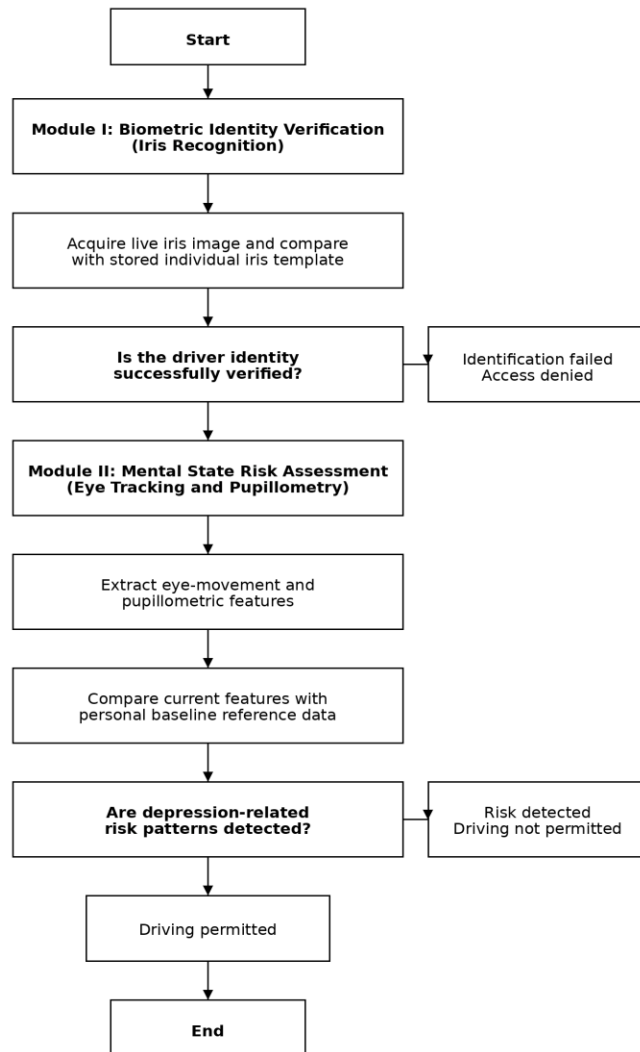 Start
Module I: Biometric Identity Verification
(Iris Recognition)
Acquire live iris image and compare
with stored individual iris template
Is the driver identity
successfully verified?
Identification failed
Access denied
Module II: Mental State Risk Assessment
(Eye Tracking and Pupillometry)
Extract eye-movement and
pupillometric features
Compare current features with
personal baseline reference data
Are depression-related
risk patterns detected?
Risk detected
Driving not permitted
Driving permitted
End